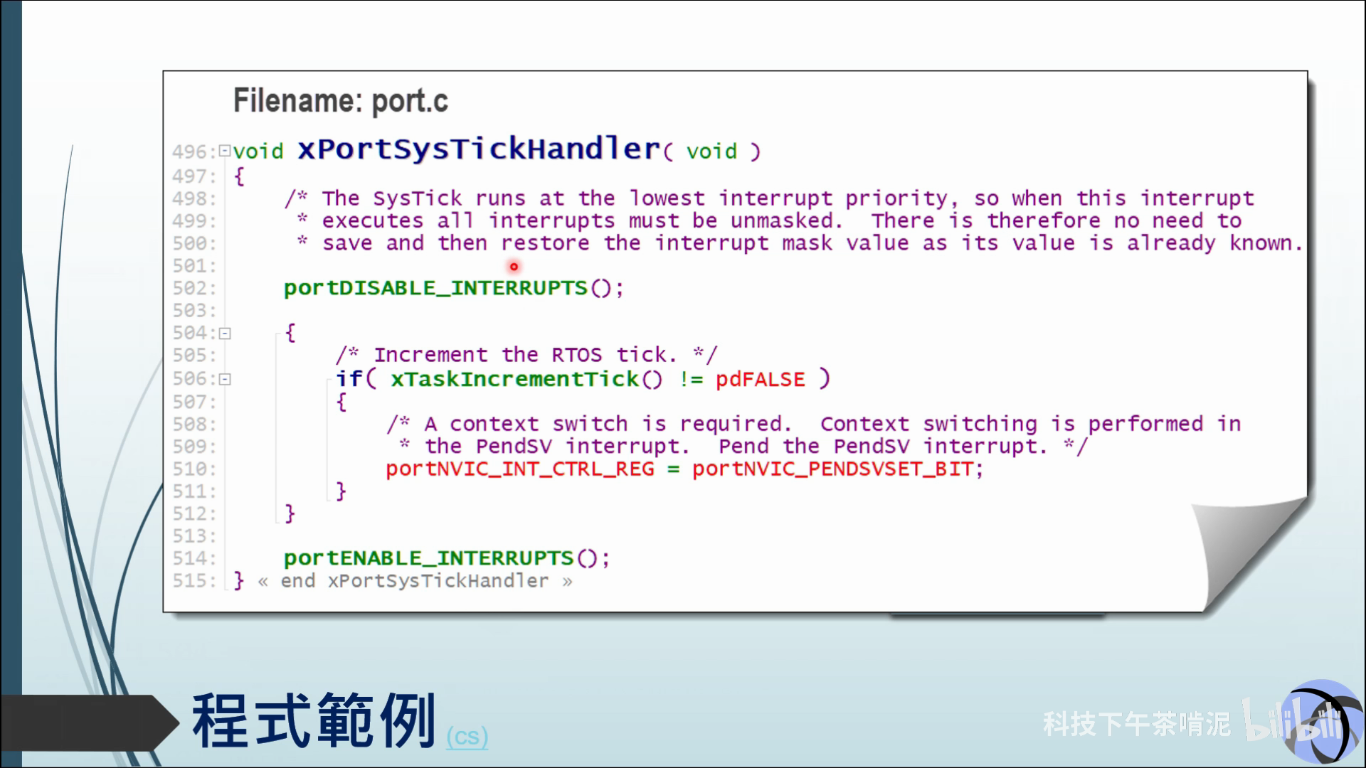 Filename: port.c
496: void xPortSysTickHandler( void )
497: {
498: /* The SysTick runs at the lowest interrupt priority, so when this interrupt
499: * executes all interrupts must be unmasked. There is therefore no need to
500: * save and then restore the interrupt mask value as its value is already known.
501:
502: portDISABLE_INTERRUPTS();
503:
504: {
505: /* Increment the RTOS tick. */
506: if( xTaskIncrementTick() != pdFALSE )
507: {
508: /* A context switch is required. Context switching is performed in
509: * the PendSV interrupt. Pend the PendSV interrupt. */
510: portNVIC_INT_CTRL_REG = portNVIC_PENDSVSET_BIT;
511: }
512: }
513:
514: portENABLE_INTERRUPTS();
515: } « end xPortSysTickHandler »
程式範例 (cs)
科技下午茶啃泥 bilibili